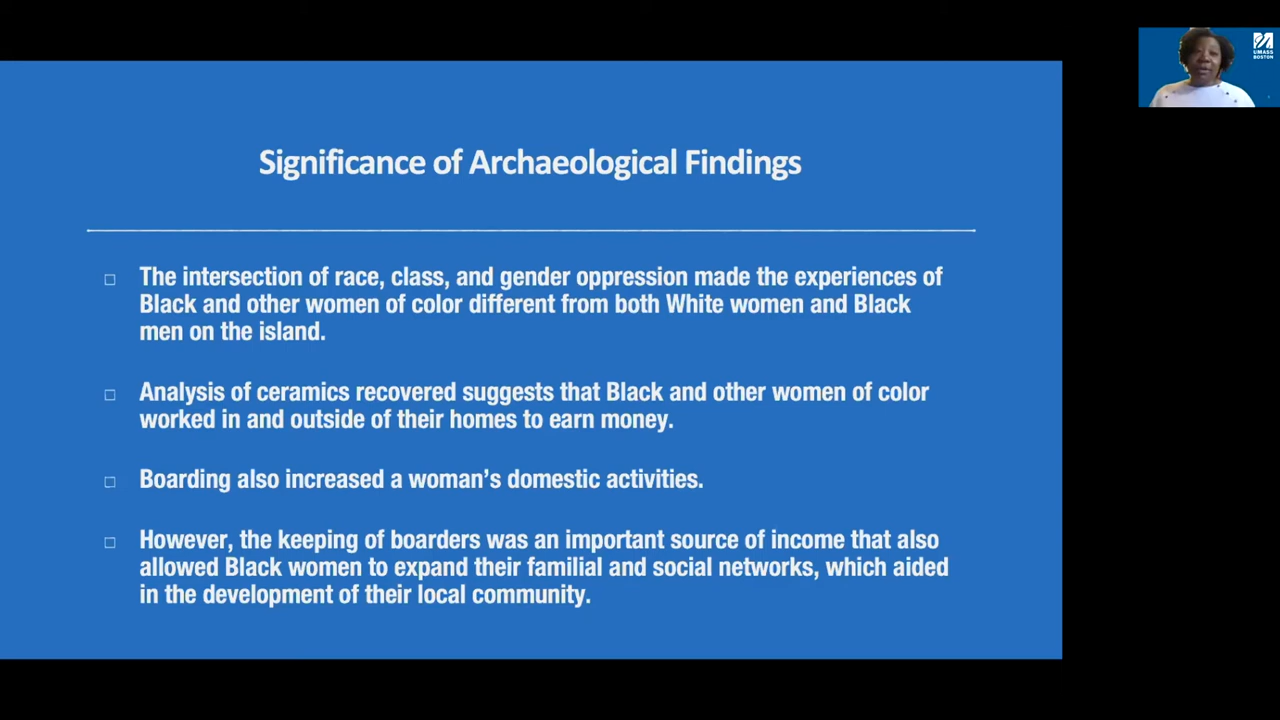 UMASS
BOSTON
Significance of Archaeological Findings
The intersection of race, class, and gender oppression made the experiences of
Black and other women of color different from both White women and Black
men on the island.
Analysis of ceramics recovered suggests that Black and other women of color
worked in and outside of their homes to earn money.
Boarding also increased a woman’s domestic activities.
However, the keeping of boarders was an important source of income that also
allowed Black women to expand their familial and social networks, which aided
in the development of their local community.